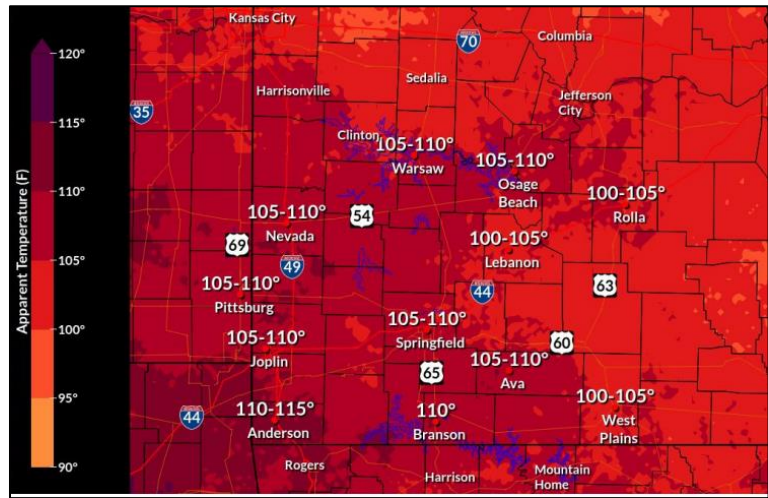 Kansas City
70
Columbia
120°
Sedalia
Harrisonville
Jefferson
City
35
115°
Clinton
105-110°
Warsaw
105-110°
Osage
Beach
110°
100-105°
Rolla
105-110°
Nevada
54
69
100-105°
Lebanon
Apparent Temperature (F)
105°
49
105-110°
Pittsburg
63
44
100°
105-110°
Springfield
105-110°
Joplin
60
105-110°
Ava
65
95°
44
110-115°
Anderson
110°
Branson
100-105°
West
Plains
90°
Rogers
Harrison
Mountain
Home